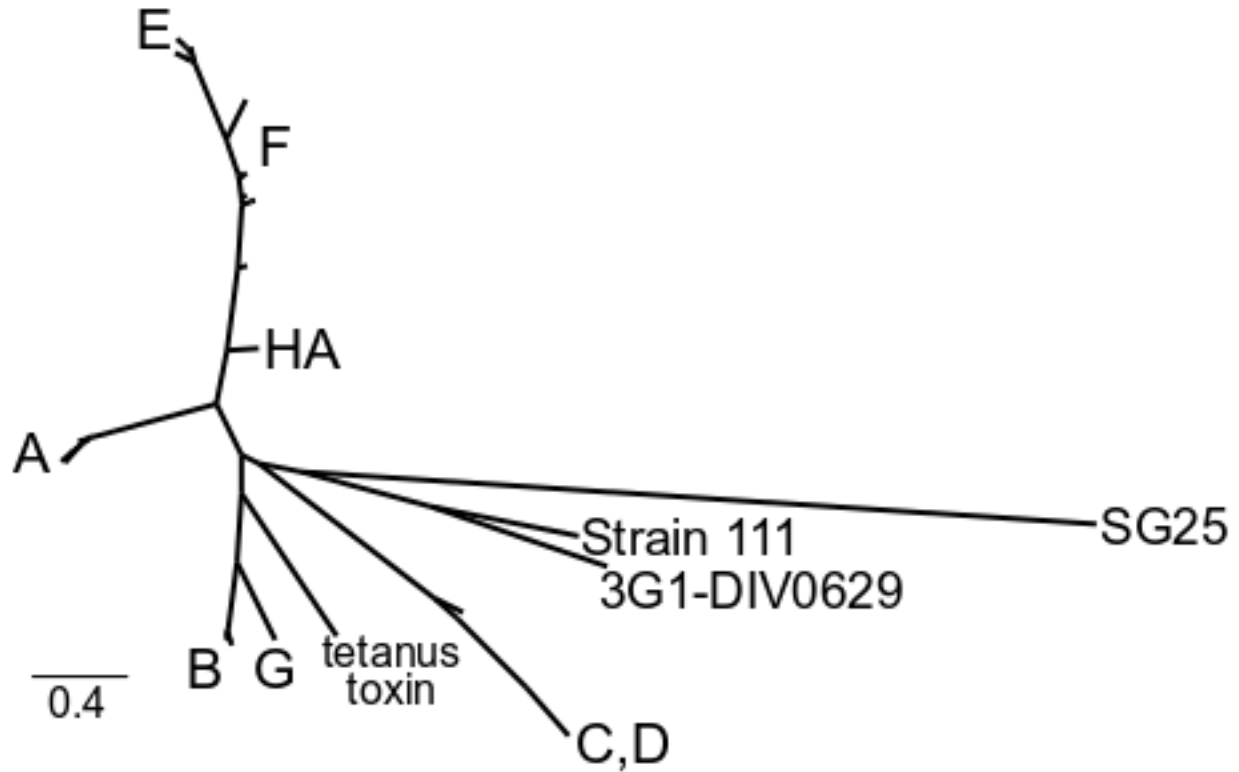 E
F
HA
A
SG25
Strain 111
3G1-DIV0629
tetanus
toxin
B
G
0.4
C,D